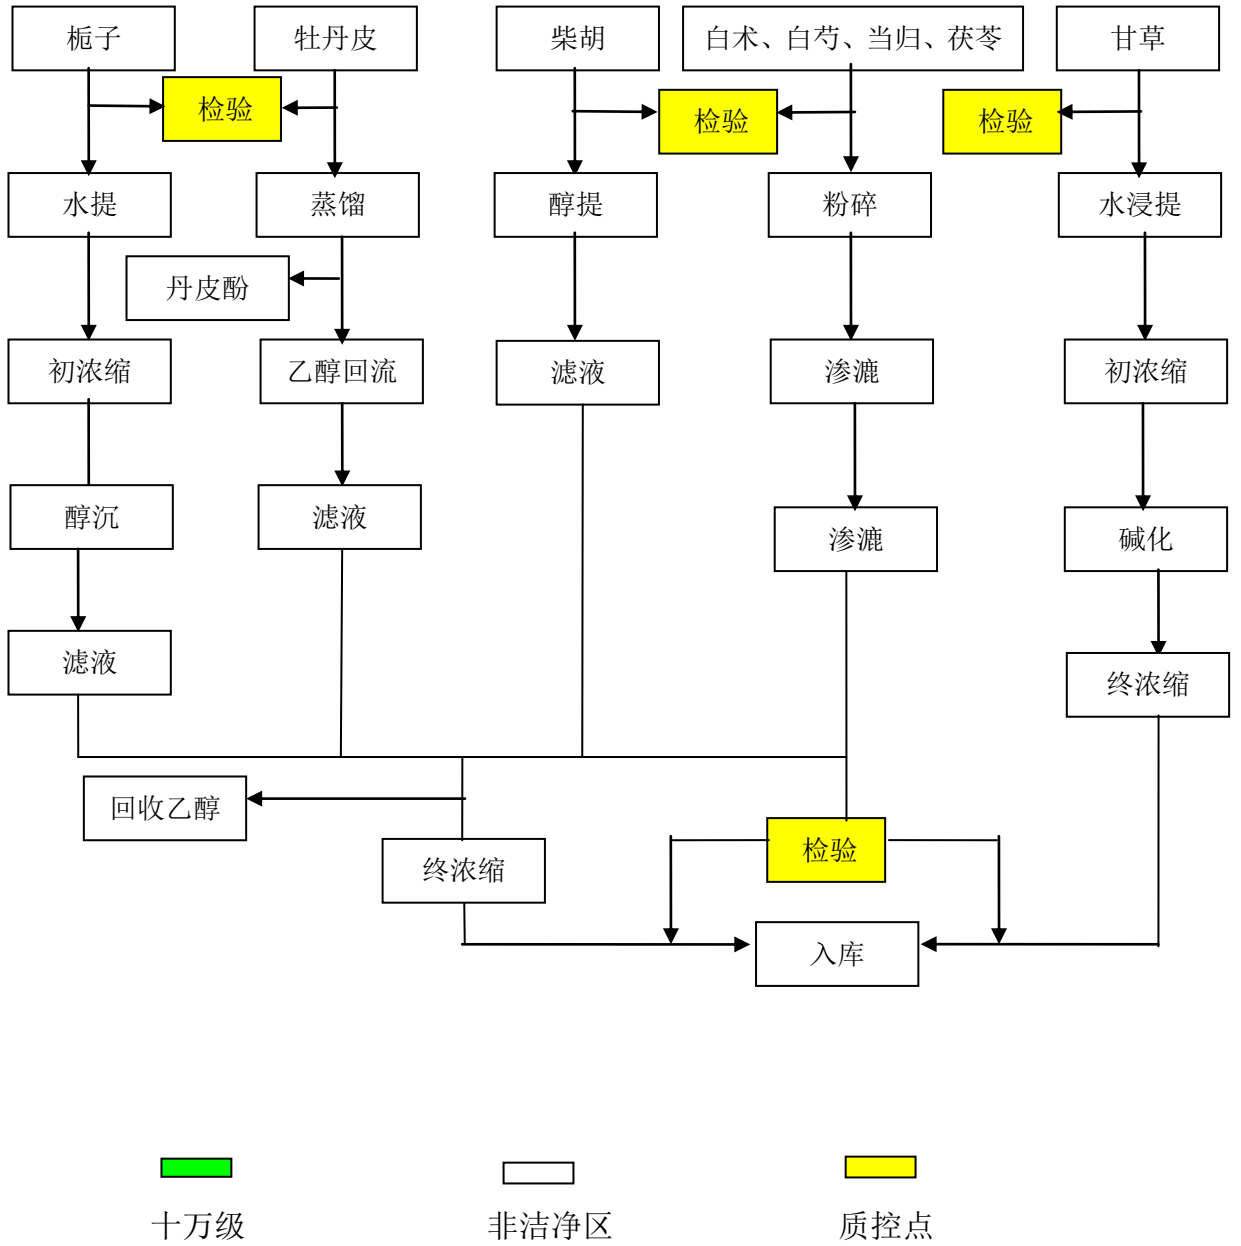 栀子
牡丹皮
柴胡
白术、白芍、当归、茯苓
甘草
检验
检验
检验
水提
蒸馏
醇提
粉碎
水浸提
丹皮酚
初浓缩
乙醇回流
滤液
渗漉
初浓缩
醇沉
滤液
渗漉
碱化
滤液
终浓缩
回收乙醇
终浓缩
检验
入库
十万级
非洁净区
质控点